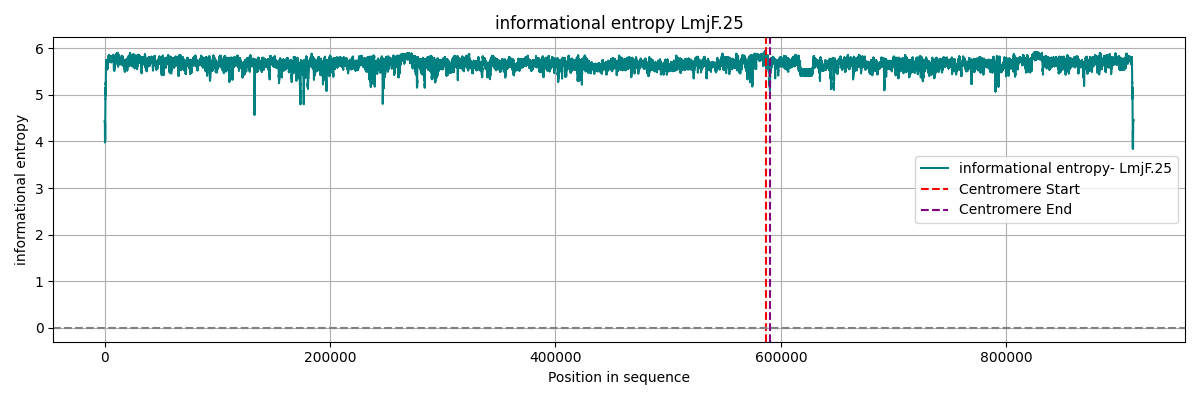 informational entropy LmjF.25
informational entropy
6
5
4
3
2
1
0
informational entropy- LmjF.25
Centromere Start
Centromere End
0 200000 400000 600000 800000
Position in sequence